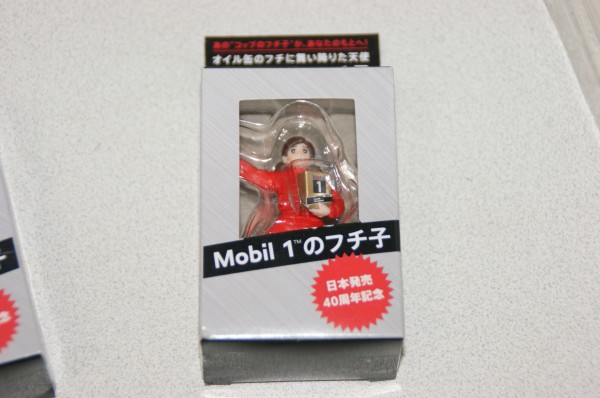 あの"コップのフチ子"が、あなたのもとへ!
オイル缶のフチに舞い降りた天使
1
Mobil 1™のフチ子
日本発売
40周年記念
子
念